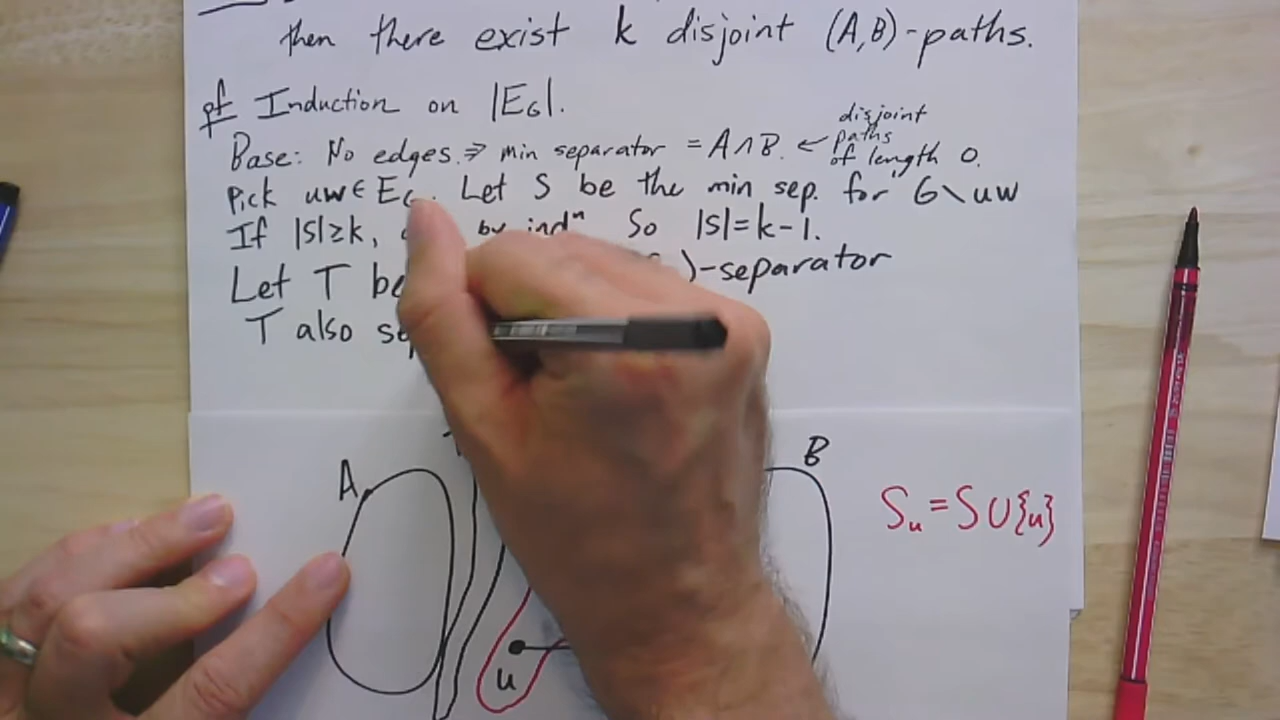 then there exist k disjoint (A,B)-paths.
pf Induction on |E_G|.
disjoint
paths
of length 0.
Base: No edges. ⇒ min separator = A∩B. ←
Pick uw∈E_G. Let S be the min sep. for G\uw
If |S|≥k, by indⁿ So |S|=k-1.
Let T be )-separator
T also
A
B
S_u = S∪{u}
u